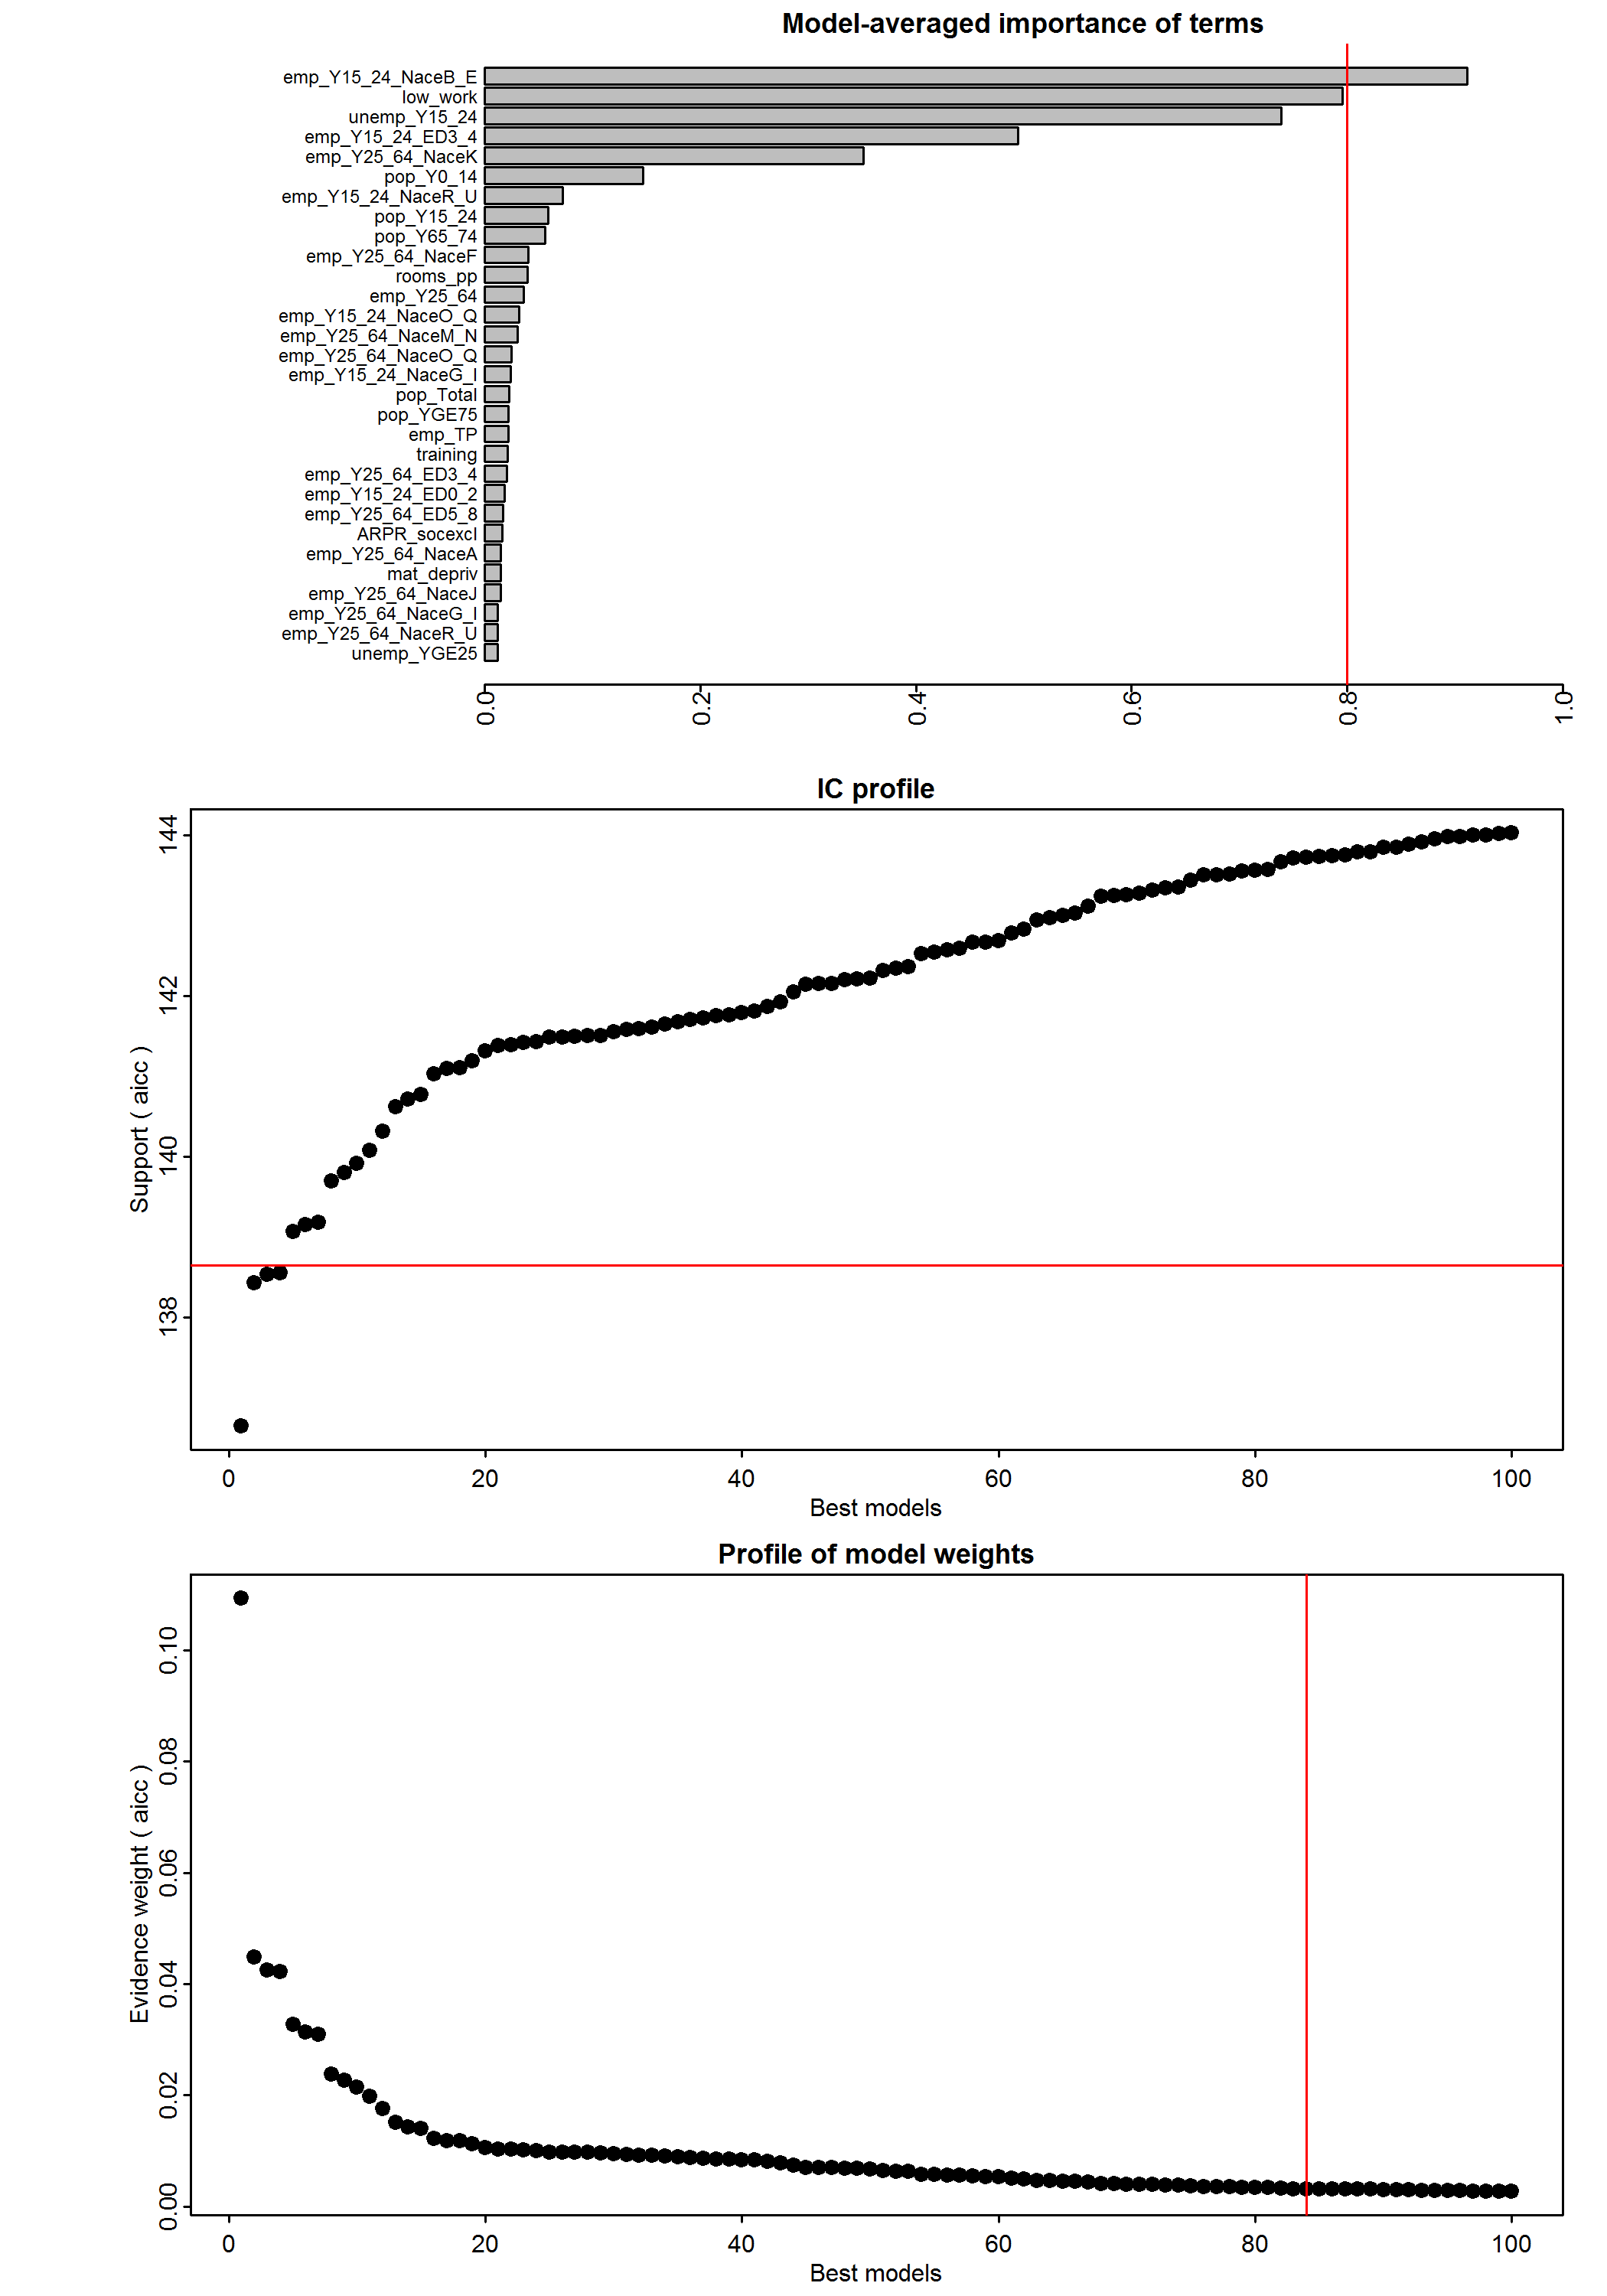 Model-averaged importance of terms
emp_Y15_24_NaceB_E
low_work
unemp_Y15_24
emp_Y15_24_ED3_4
emp_Y25_64_NaceK
pop_Y0_14
emp_Y15_24_NaceR_U
pop_Y15_24
pop_Y65_74
emp_Y25_64_NaceF
rooms_pp
emp_Y25_64
emp_Y15_24_NaceO_Q
emp_Y25_64_NaceM_N
emp_Y25_64_NaceO_Q
emp_Y15_24_NaceG_I
pop_Total
pop_YGE75
emp_TP
training
emp_Y25_64_ED3_4
emp_Y15_24_ED0_2
emp_Y25_64_ED5_8
ARPR_socexcl
emp_Y25_64_NaceA
mat_depriv
emp_Y25_64_NaceJ
emp_Y25_64_NaceG_I
emp_Y25_64_NaceR_U
unemp_YGE25
0.0 0.2 0.4 0.6 0.8 1.0
IC profile
Support ( aicc )
144
142
140
138
0 20 40 60 80 100
Best models
Profile of model weights
Evidence weight ( aicc )
0.10
0.08
0.06
0.04
0.02
0.00
0 20 40 60 80 100
Best models